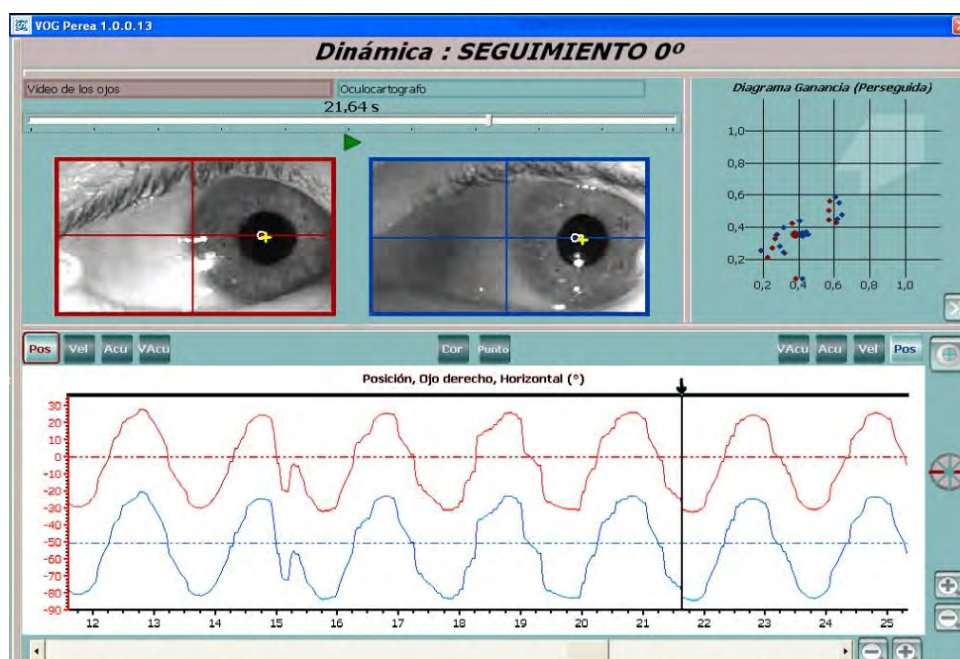 VOG Perea 1.0.0.13
Dinámica : SEGUIMIENTO 0º
Vídeo de los ojos
Oculocartografo
21,64 s
Diagrama Ganancia (Perseguida)
1,0
0,8
0,6
0,4
0,2
0,2 0,4 0,6 0,8 1,0
Pos Vel Acu VAcu Cor Punto VAcu Acu Vel Pos
Posición, Ojo derecho, Horizontal (°)
30
20
10
0
-10
-20
-30
-40
-50
-60
-70
-80
-90
12 13 14 15 16 17 18 19 20 21 22 23 24 25